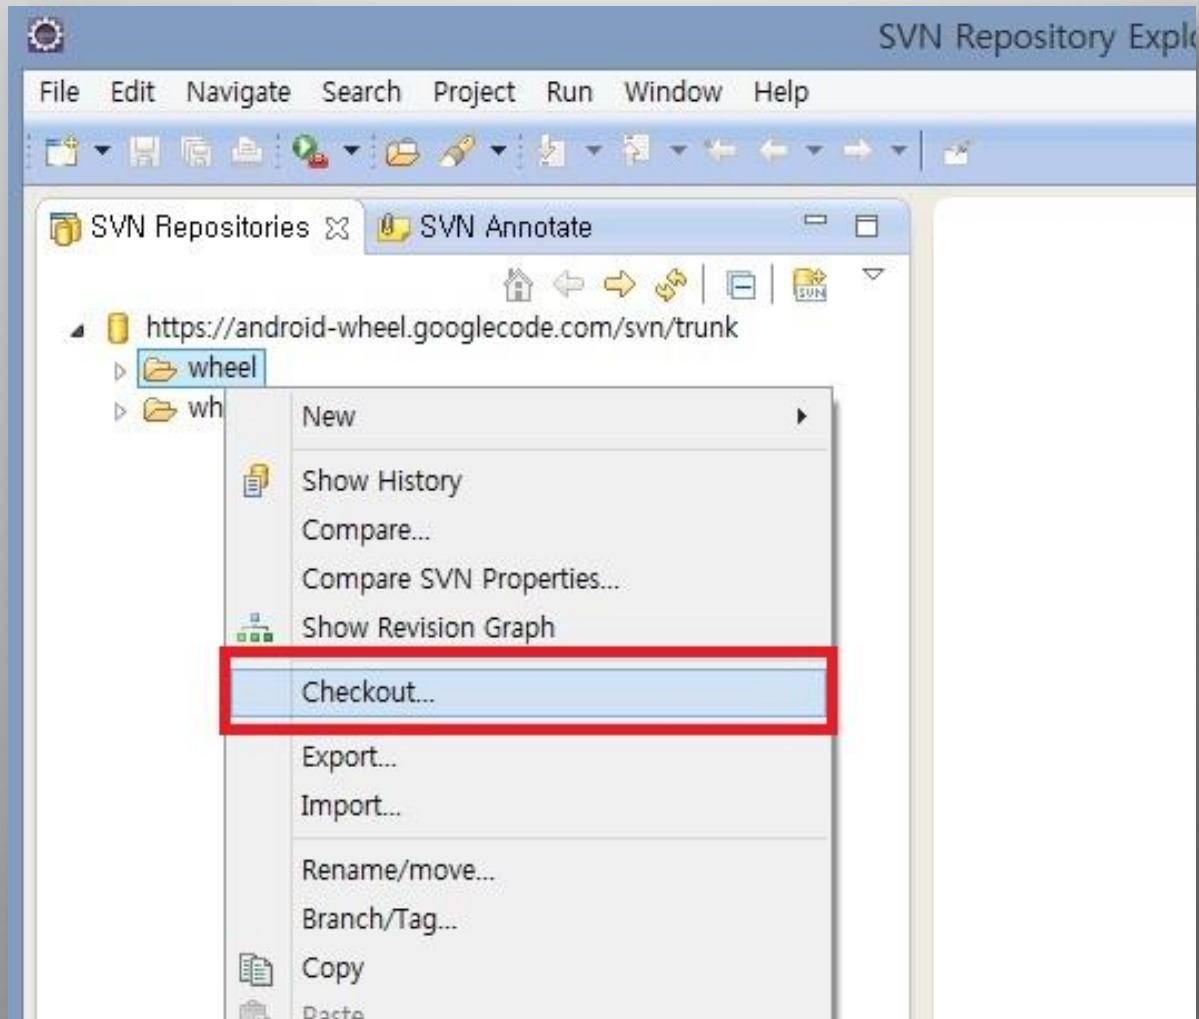 SVN Repository Explo
File Edit Navigate Search Project Run Window Help
SVN Repositories SVN Annotate
SVN
https://android-wheel.googlecode.com/svn/trunk
wheel
wh
New
Show History
Compare...
Compare SVN Properties...
Show Revision Graph
Checkout...
Export...
Import...
Rename/move...
Branch/Tag...
Copy
Paste